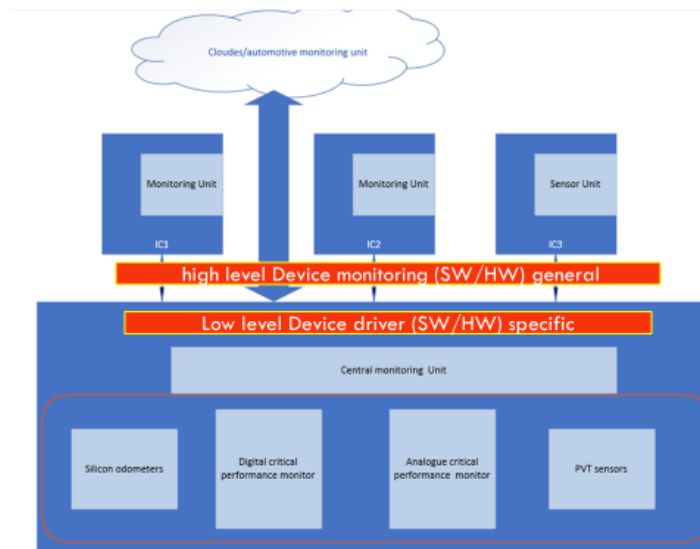 Cloudes/automotive monitoring unit
Monitoring Unit
Monitoring Unit
Sensor Unit
IC1
IC2
IC3
high level Device monitoring (SW/HW) general
Low level Device driver (SW/HW) specific
Central monitoring Unit
Silicon odometers
Digital critical
performance monitor
Analogue critical
performance monitor
PVT sensors